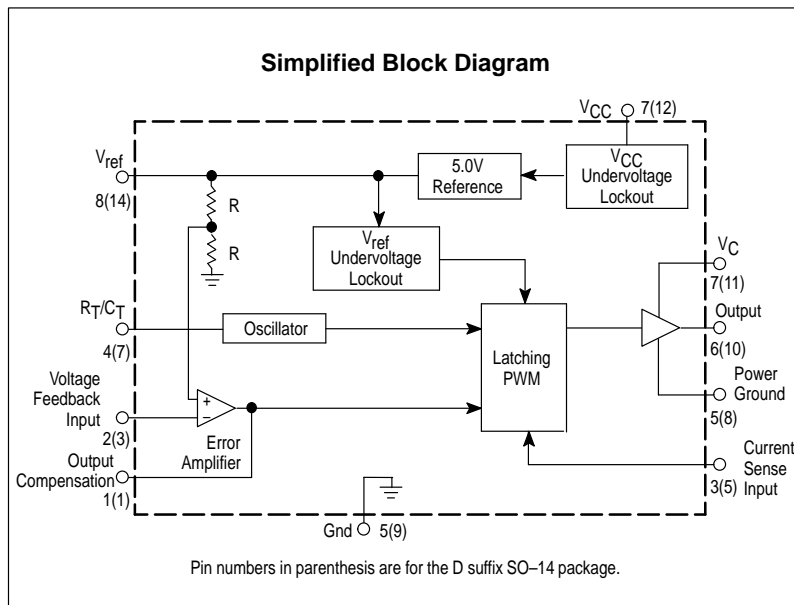 Simplified Block Diagram
VCC 7(12)
Vref
8(14)
5.0V
Reference
VCC
Undervoltage
Lockout
R
R
Vref
Undervoltage
Lockout
VC
7(11)
RT/CT
4(7)
Oscillator
Latching
PWM
Output
6(10)
Voltage
Feedback
Input
2(3)
+
–
Error
Amplifier
Power
Ground
5(8)
Output
Compensation
1(1)
Current
Sense
Input
3(5)
Gnd 5(9)
Pin numbers in parenthesis are for the D suffix SO–14 package.